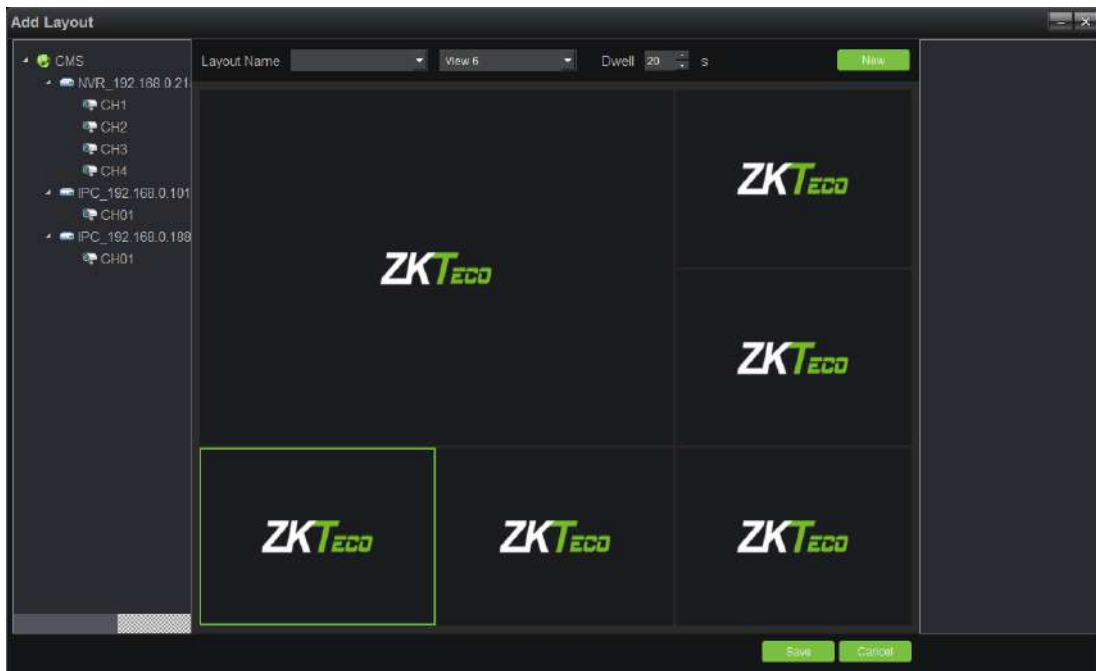 Add Layout
CMS
Layout Name View 6 Dwell 20 s New
NVR_192.168.0.21
CH1
CH2
CH3
CH4
IPC_192.168.0.101
CH01
IPC_192.168.0.188
CH01
ZKTECO
ZKTECO
ZKTECO
ZKTECO
ZKTECO
ZKTECO
Save Cancel